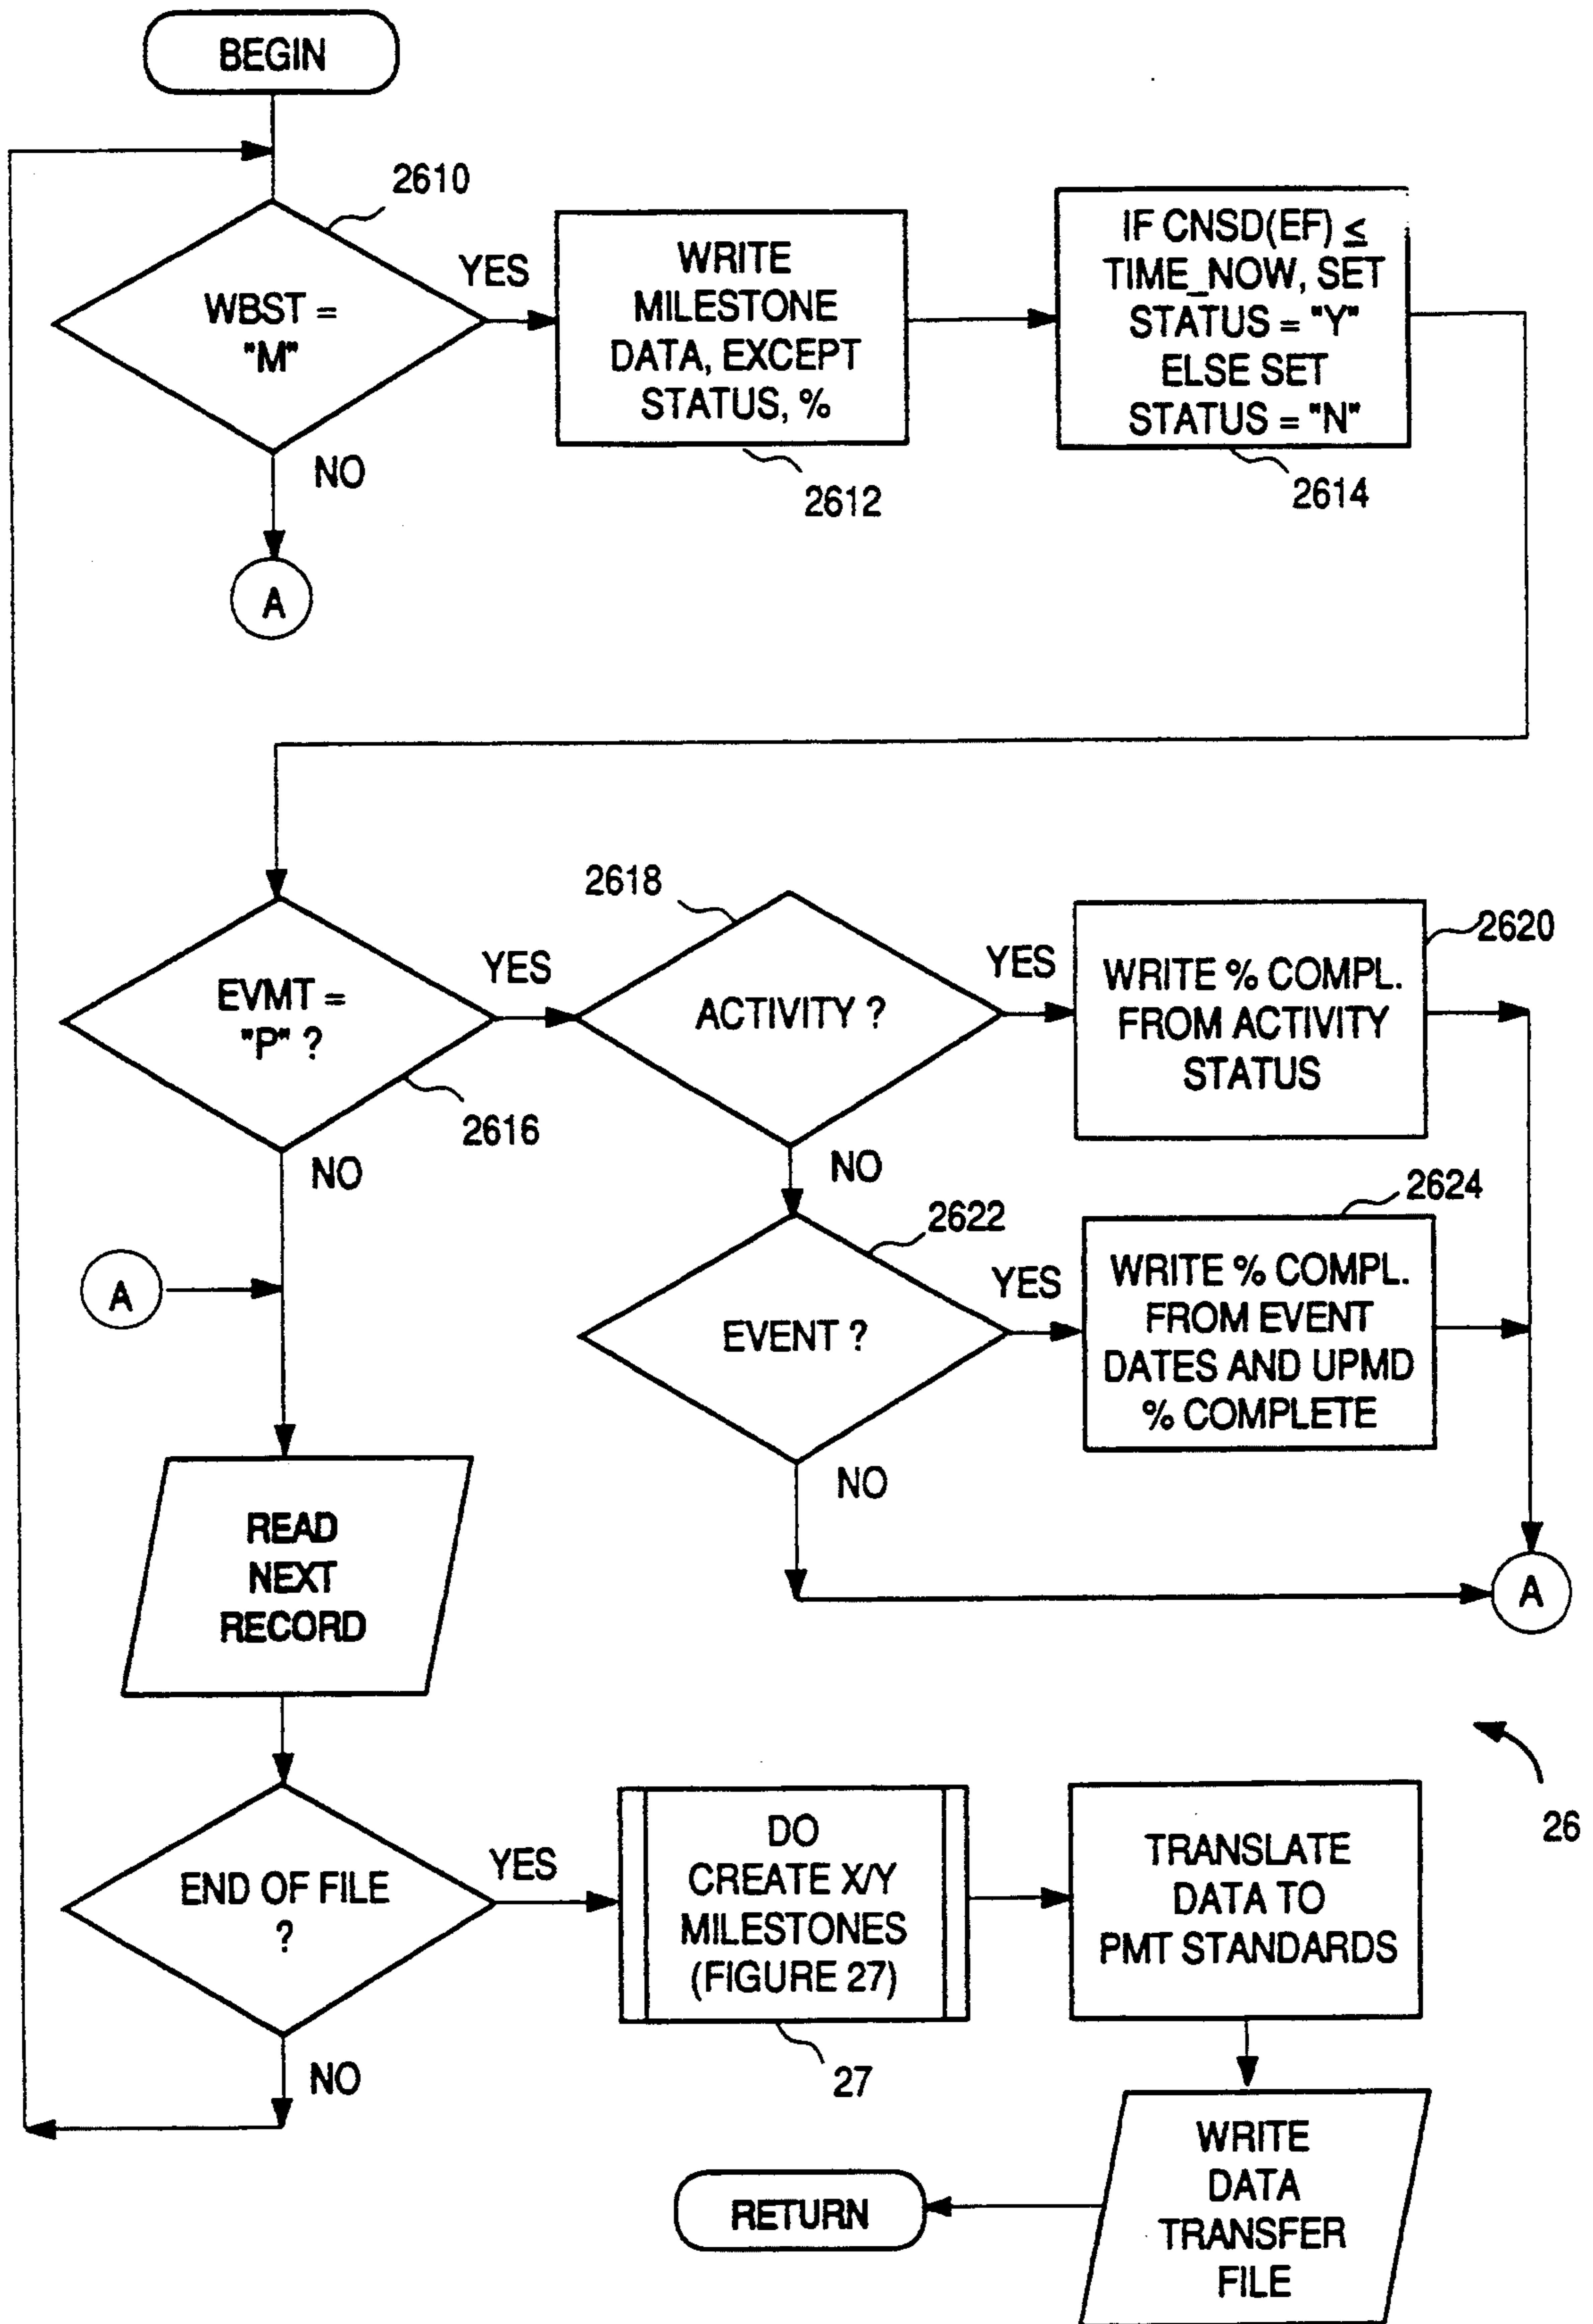 BEGIN
2610
WBST =
"M"
YES
NO
A
WRITE
MILESTONE
DATA, EXCEPT
STATUS, %
2612
IF CNSD(EF) ≤
TIME_NOW, SET
STATUS = "Y"
ELSE SET
STATUS = "N"
2614
EVMT =
"P" ?
2616
YES
NO
2618
ACTIVITY ?
YES
NO
WRITE % COMPL.
FROM ACTIVITY
STATUS
2620
2622
EVENT ?
YES
NO
WRITE % COMPL.
FROM EVENT
DATES AND UPMD
% COMPLETE
2624
A
A
READ
NEXT
RECORD
26
END OF FILE
?
YES
NO
DO
CREATE X/Y
MILESTONES
(FIGURE 27)
27
TRANSLATE
DATA TO
PMT STANDARDS
WRITE
DATA
TRANSFER
FILE
RETURN